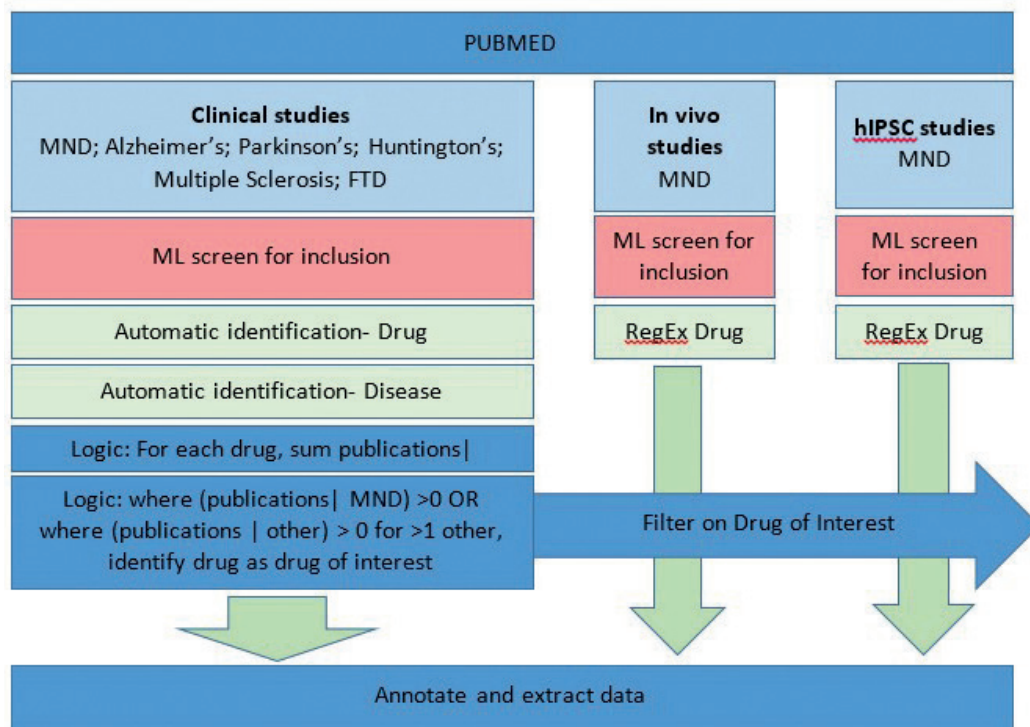 PUBMED
Clinical studies
MND; Alzheimer's; Parkinson's; Huntington's;
Multiple Sclerosis; FTD
In vivo
studies
MND
hIPSC studies
MND
ML screen for inclusion
ML screen for
inclusion
ML screen
for inclusion
Automatic identification- Drug
RegEx Drug
RegEx Drug
Automatic identification- Disease
Logic: For each drug, sum publications|
Logic: where (publications| MND) >0 OR
where (publications | other) > 0 for >1 other,
identify drug as drug of interest
Filter on Drug of Interest
Annotate and extract data